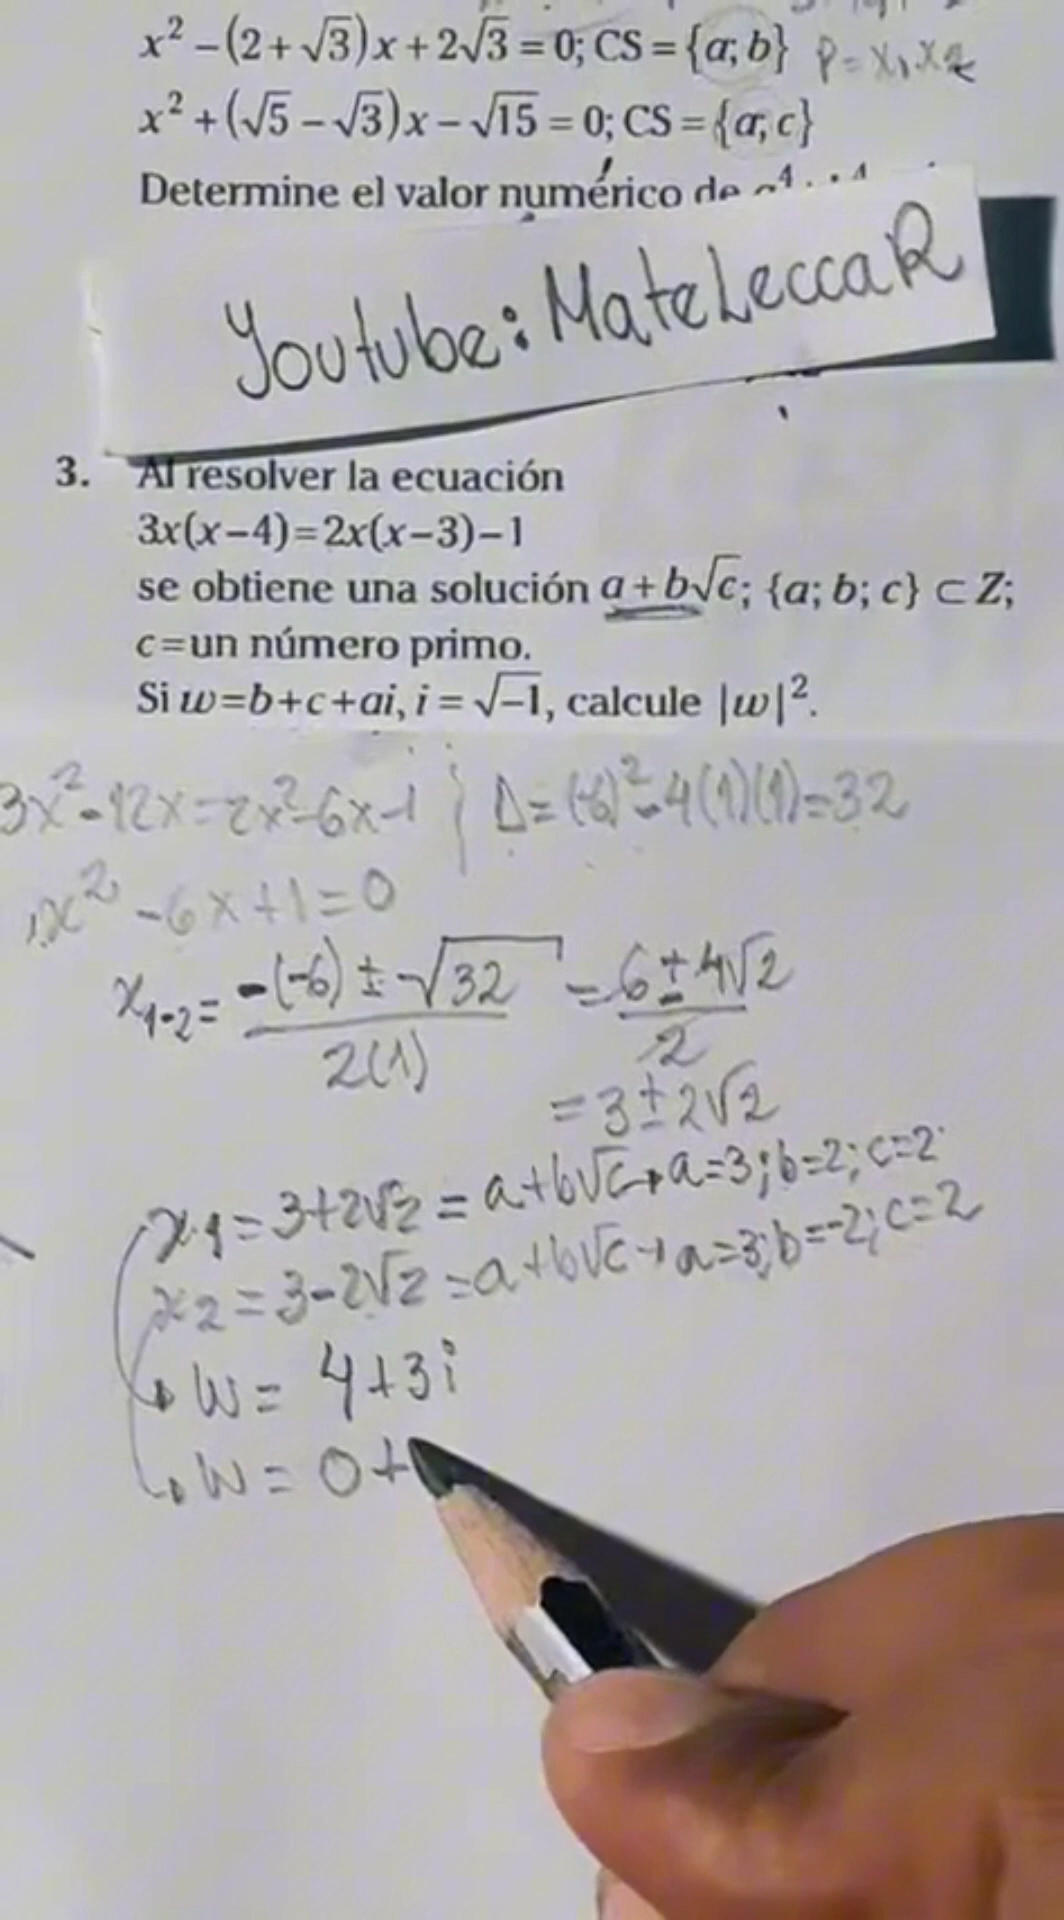 x² − (2 + √3)x + 2√3 = 0; CS = {a; b} P = x₁x₂
x² + (√5 − √3)x − √15 = 0; CS = {a; c}
Determine el valor numérico de
Youtube: MateLeccaR
3. Al resolver la ecuación
3x(x−4)=2x(x−3)−1
se obtiene una solución a + b√c; {a; b; c} ⊂ Z;
c=un número primo.
Si w=b+c+ai, i = √−1, calcule |w|².
3x²-12x=2x²-6x-1 Δ=(-6)²-4(1)(1)=32
x²-6x+1=0
x₁-₂= -(-6)±√32 / 2(1) = 6±4√2 / 2
= 3±2√2
x₁=3+2√2=a+b√c→a=3;b=2;c=2
x₂=3-2√2=a+b√c→a=3;b=-2;c=2
w= 4+3i
w= 0+